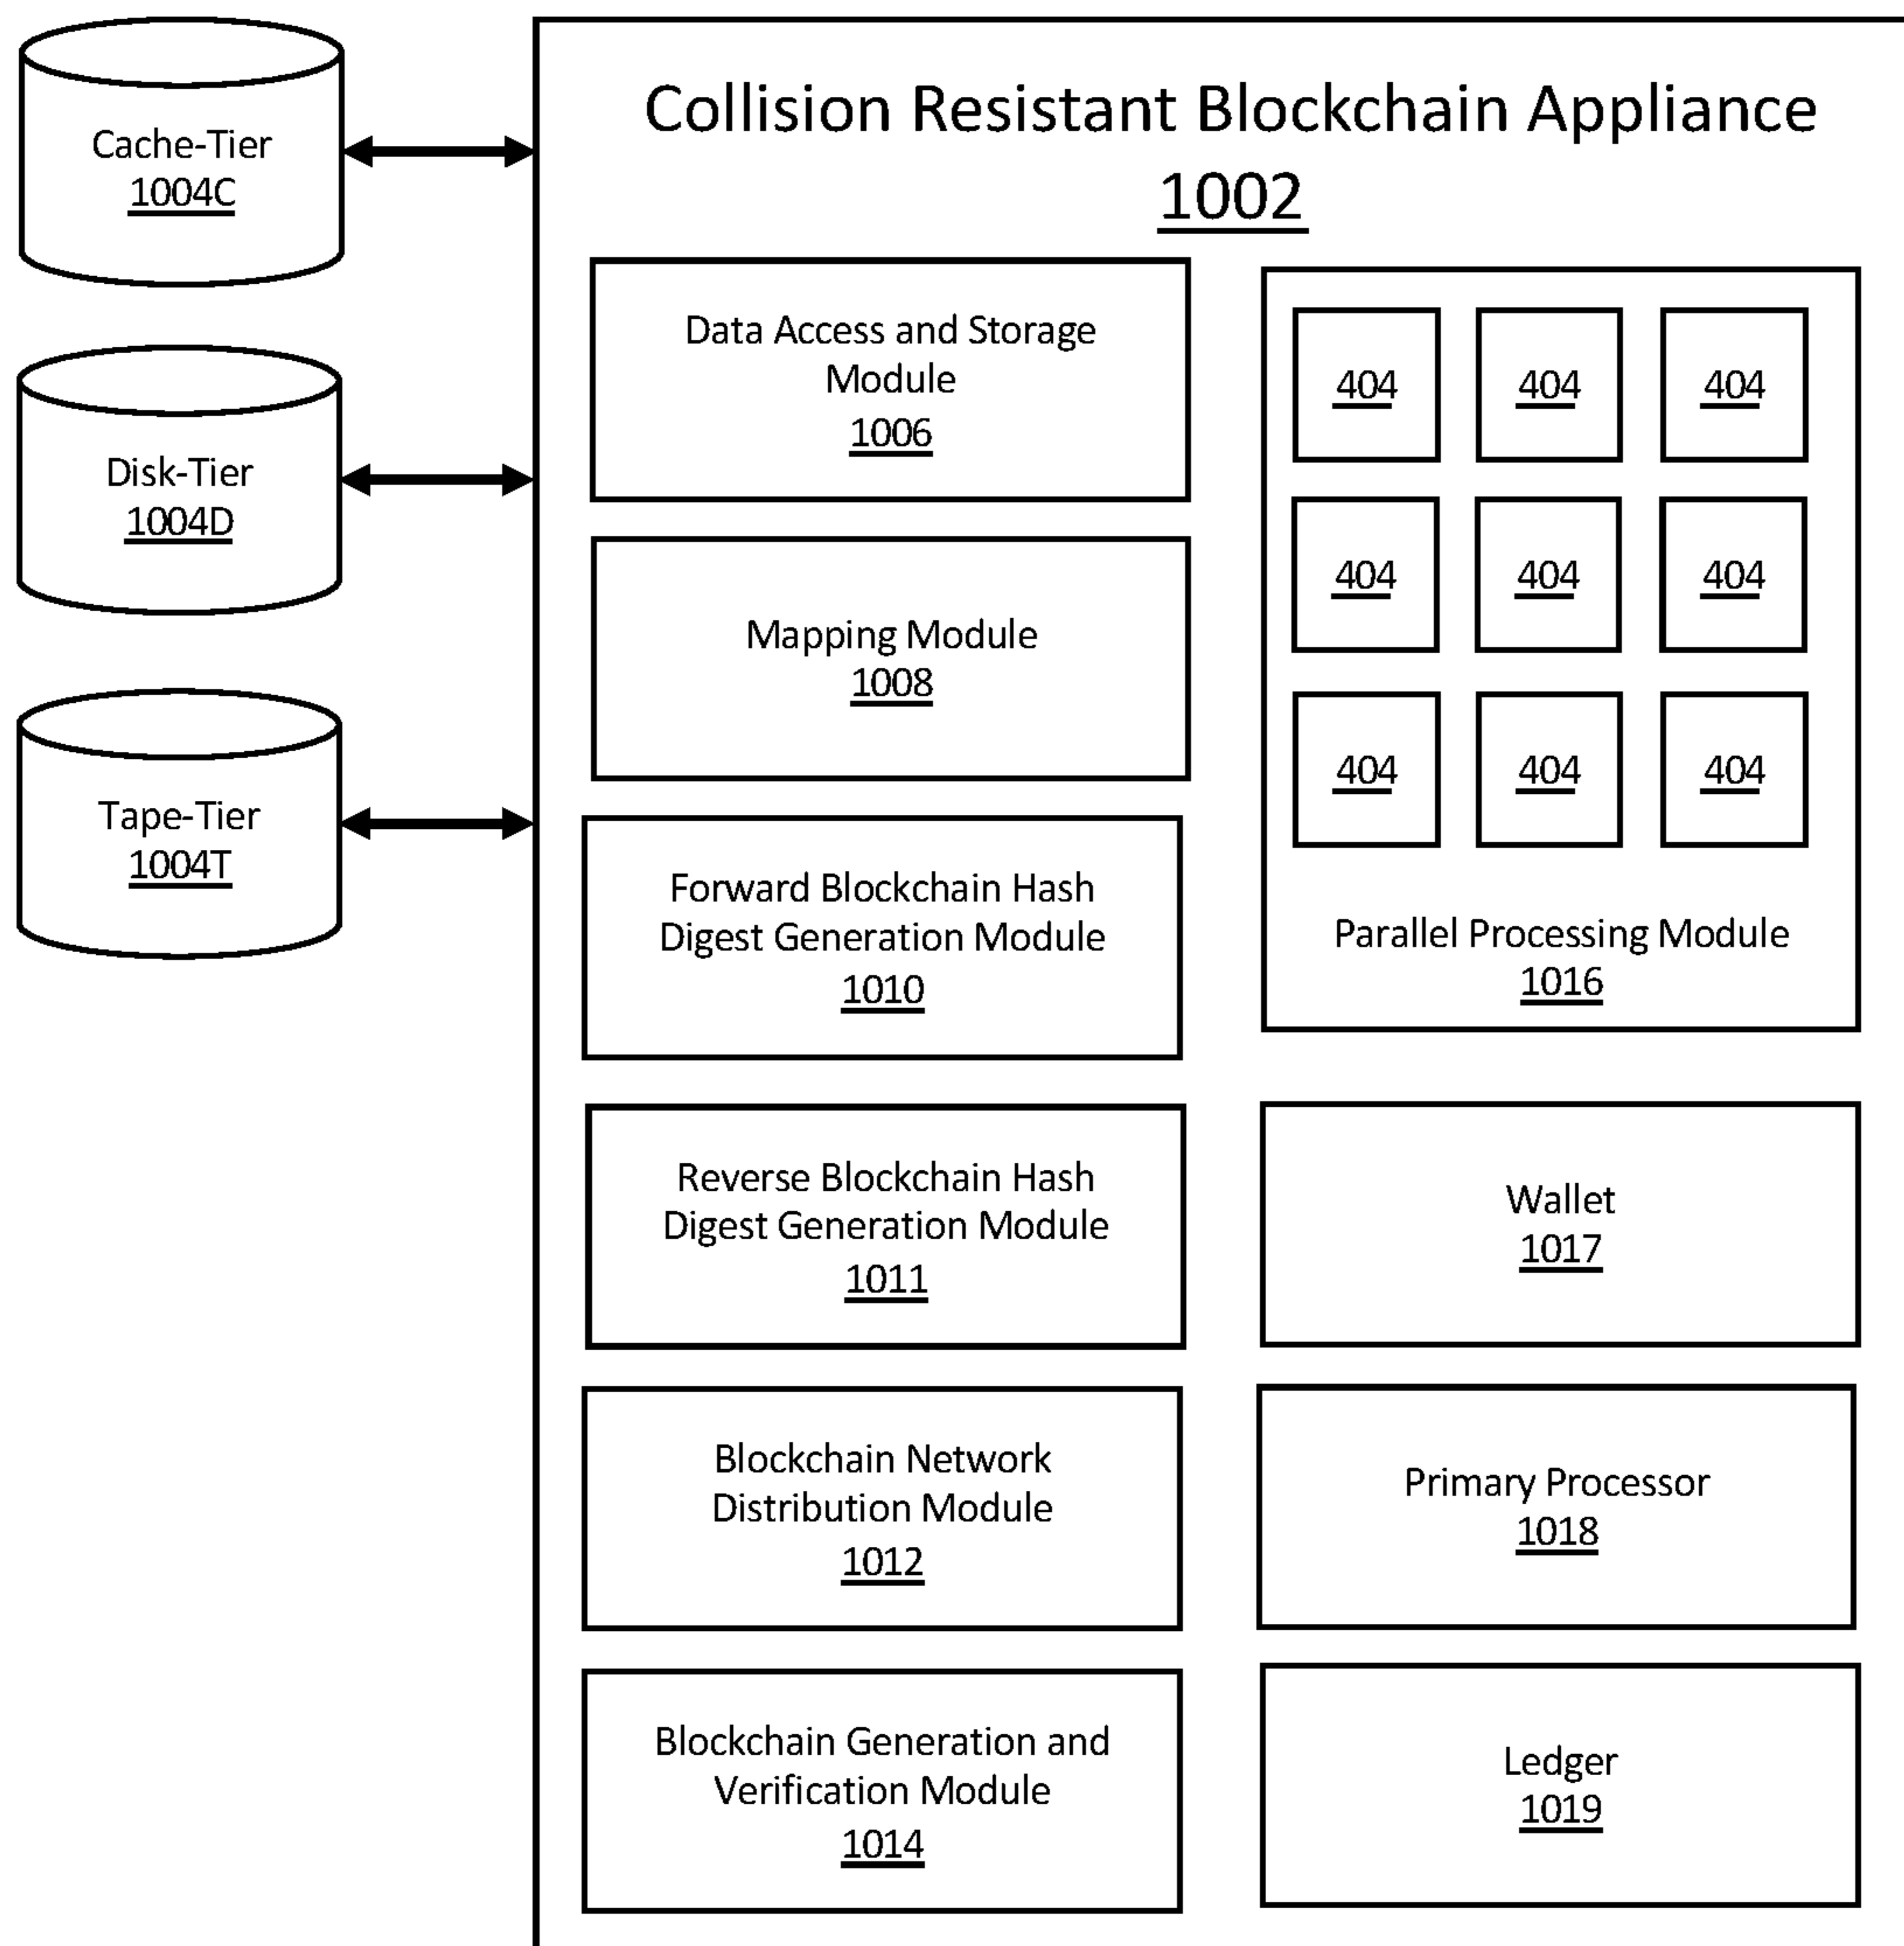 Collision Resistant Blockchain Appliance
1002
Cache-Tier
1004C
Disk-Tier
1004D
Tape-Tier
1004T
Data Access and Storage
Module
1006
Mapping Module
1008
Forward Blockchain Hash
Digest Generation Module
1010
Reverse Blockchain Hash
Digest Generation Module
1011
Blockchain Network
Distribution Module
1012
Blockchain Generation and
Verification Module
1014
404 404 404
404 404 404
404 404 404
Parallel Processing Module
1016
Wallet
1017
Primary Processor
1018
Ledger
1019